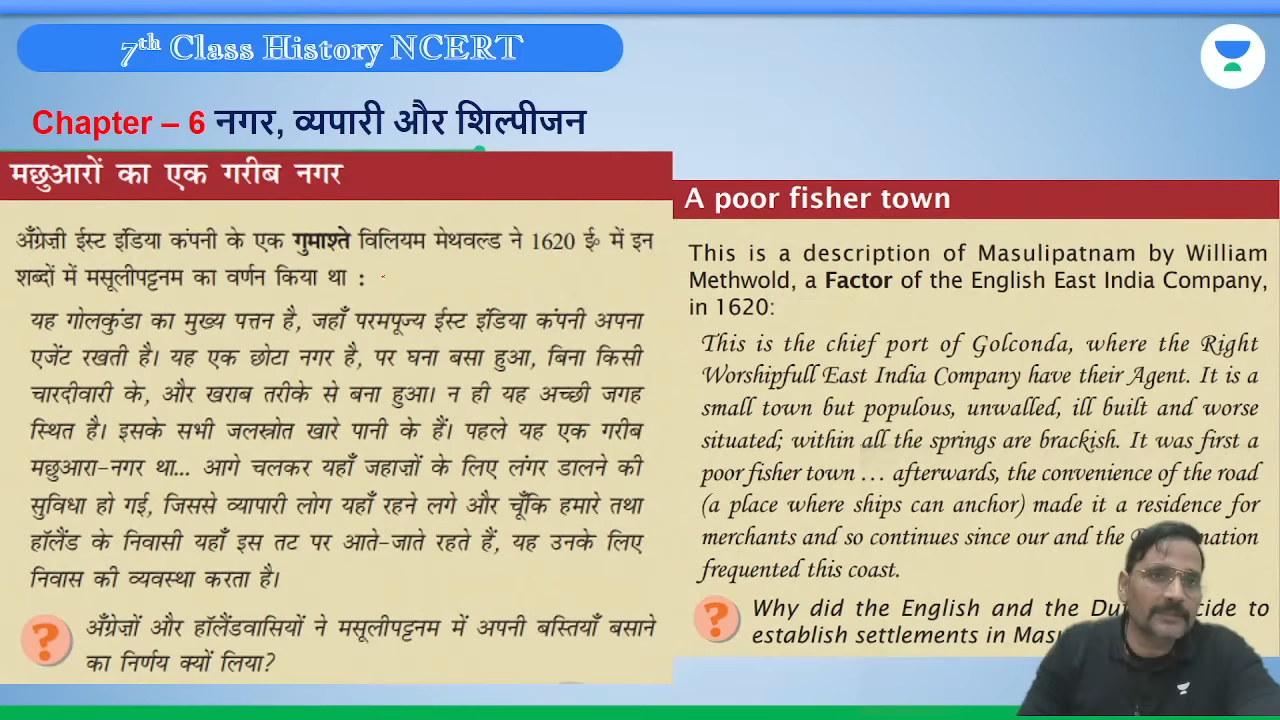 7th Class History NCERT
Chapter – 6 नगर, व्यपारी और शिल्पीजन
मछुआरों का एक गरीब नगर
अँग्रेज़ी ईस्ट इंडिया कंपनी के एक गुमाश्ते विलियम मेथवल्ड ने 1620 ई॰ में इन
शब्दों में मसूलीपट्टनम का वर्णन किया था :
यह गोलकुंडा का मुख्य पत्तन है, जहाँ परमपूज्य ईस्ट इंडिया कंपनी अपना
एजेंट रखती है। यह एक छोटा नगर है, पर घना बसा हुआ, बिना किसी
चारदीवारी के, और खराब तरीके से बना हुआ। न ही यह अच्छी जगह
स्थित है। इसके सभी जलस्रोत खारे पानी के हैं। पहले यह एक गरीब
मछुआरा-नगर था... आगे चलकर यहाँ जहाज़ों के लिए लंगर डालने की
सुविधा हो गई, जिससे व्यापारी लोग यहाँ रहने लगे और चूँकि हमारे तथा
हॉलैंड के निवासी यहाँ इस तट पर आते-जाते रहते हैं, यह उनके लिए
निवास की व्यवस्था करता है।
?
अँग्रेज़ों और हॉलैंडवासियों ने मसूलीपट्टनम में अपनी बस्तियाँ बसाने
का निर्णय क्यों लिया?
A poor fisher town
This is a description of Masulipatnam by William
Methwold, a Factor of the English East India Company,
in 1620:
This is the chief port of Golconda, where the Right
Worshipfull East India Company have their Agent. It is a
small town but populous, unwalled, ill built and worse
situated; within all the springs are brackish. It was first a
poor fisher town … afterwards, the convenience of the road
(a place where ships can anchor) made it a residence for
merchants and so continues since our and the nation
frequented this coast.
?
Why did the English and the to
establish settlements in